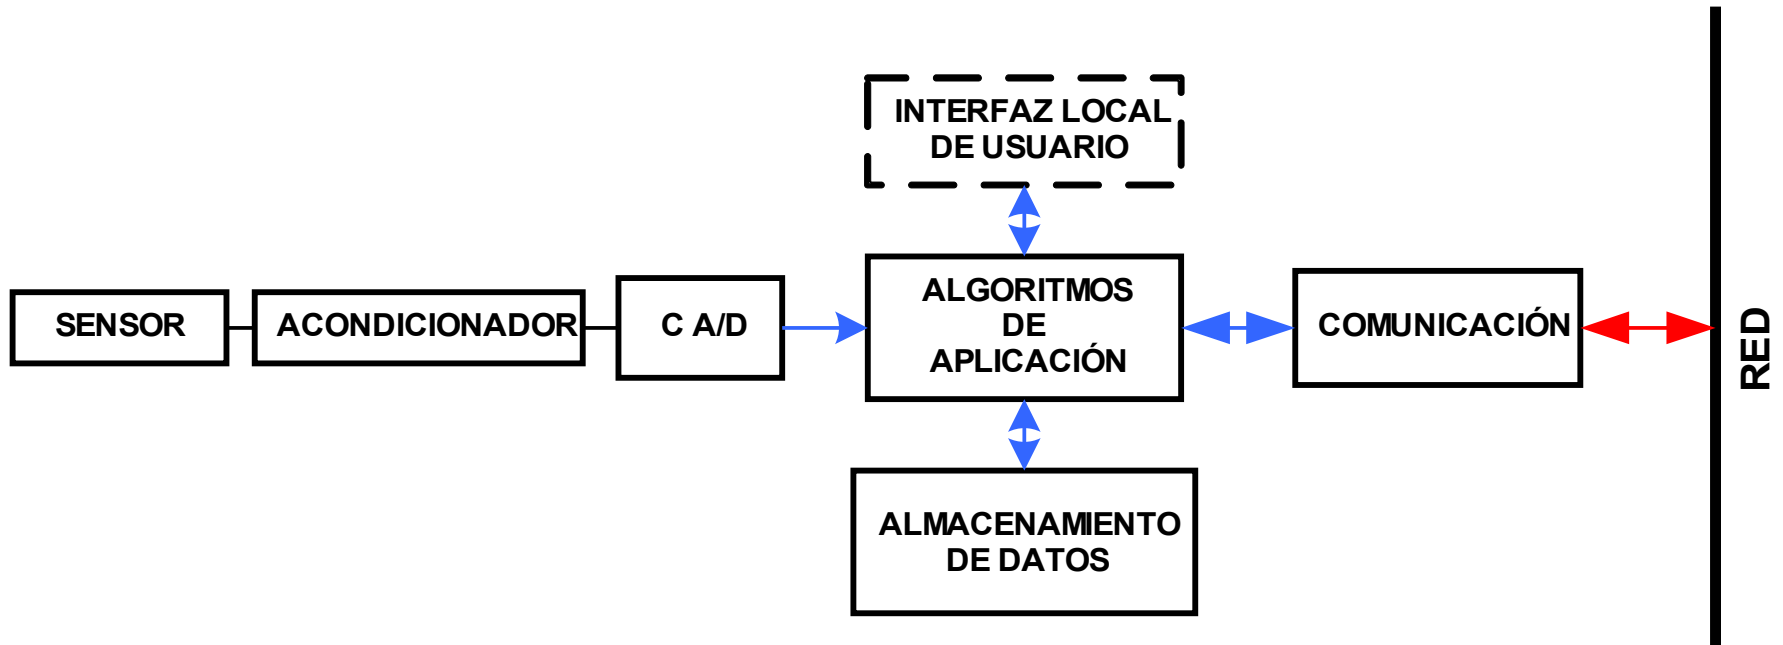 INTERFAZ LOCAL
DE USUARIO
SENSOR
ACONDICIONADOR
C A/D
ALGORITMOS
DE
APLICACIÓN
COMUNICACIÓN
RED
ALMACENAMIENTO
DE DATOS